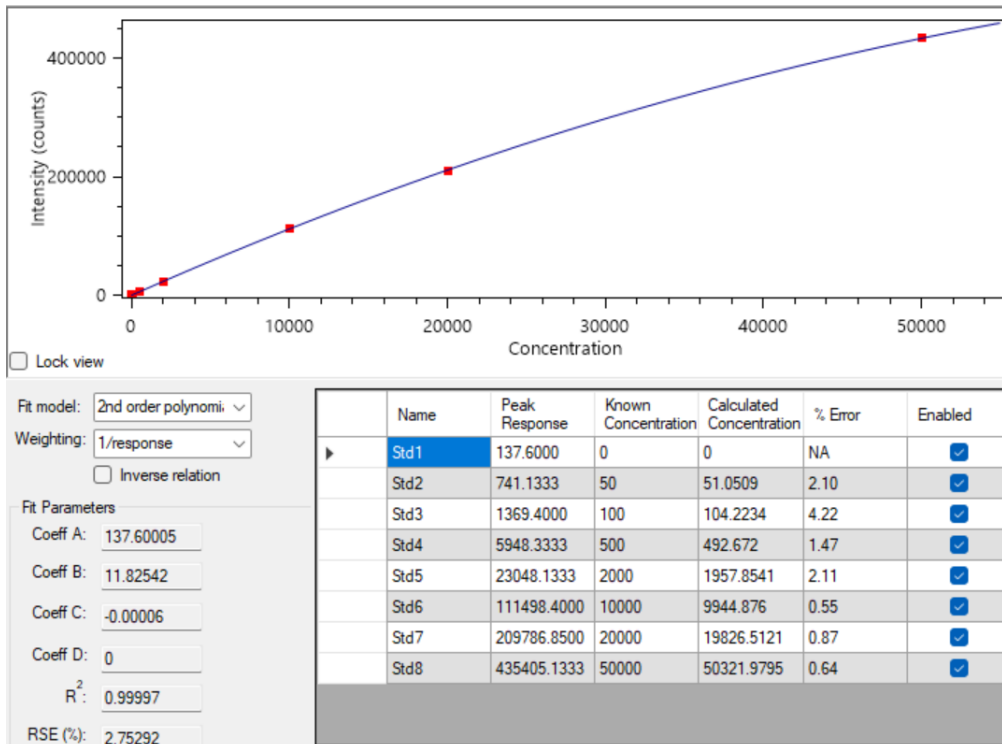 Intensity (counts)
400000
200000
0
0 10000 20000 30000 40000 50000
Concentration
Lock view
Fit model: 2nd order polynomi
Weighting: 1/response
Inverse relation
Fit Parameters
Coeff A: 137.60005
Coeff B: 11.82542
Coeff C: -0.00006
Coeff D: 0
R2: 0.99997
RSE (%): 2.75292
Name Peak Response Known Concentration Calculated Concentration % Error Enabled
Std1 137.6000 0 0 NA
Std2 741.1333 50 51.0509 2.10
Std3 1369.4000 100 104.2234 4.22
Std4 5948.3333 500 492.672 1.47
Std5 23048.1333 2000 1957.8541 2.11
Std6 111498.4000 10000 9944.876 0.55
Std7 209786.8500 20000 19826.5121 0.87
Std8 435405.1333 50000 50321.9795 0.64